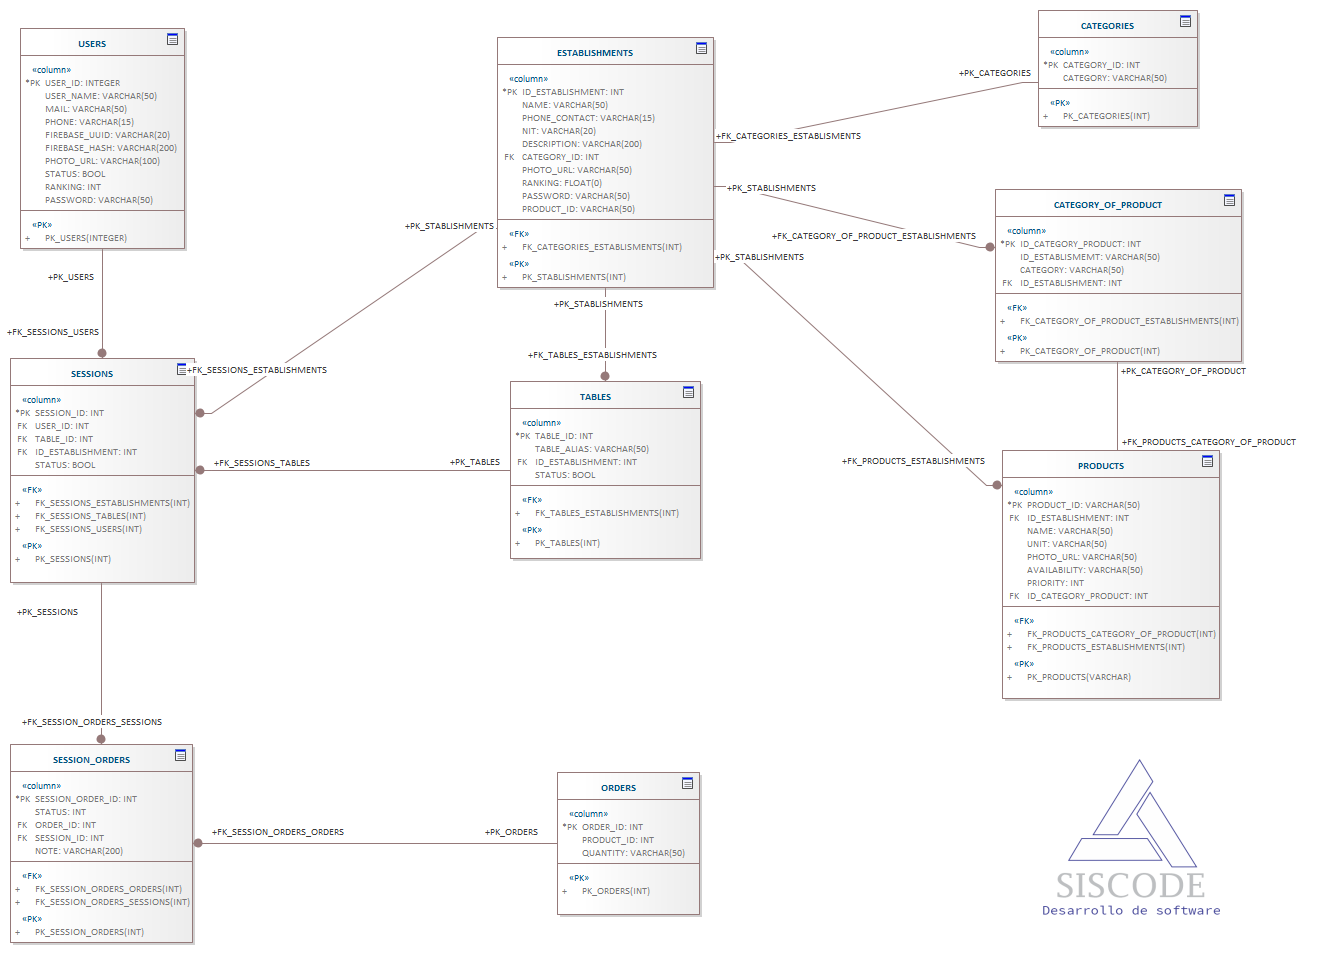 USERS
«column»
*PK USER_ID: INTEGER
USER_NAME: VARCHAR(50)
MAIL: VARCHAR(50)
PHONE: VARCHAR(15)
FIREBASE_UUID: VARCHAR(20)
FIREBASE_HASH: VARCHAR(200)
PHOTO_URL: VARCHAR(100)
STATUS: BOOL
RANKING: INT
PASSWORD: VARCHAR(50)
«PK»
+ PK_USERS(INTEGER)
+PK_USERS
+FK_SESSIONS_USERS
ESTABLISHMENTS
«column»
*PK ID_ESTABLISHMENT: INT
NAME: VARCHAR(50)
PHONE_CONTACT: VARCHAR(15)
NIT: VARCHAR(20)
DESCRIPTION: VARCHAR(200)
FK CATEGORY_ID: INT
PHOTO_URL: VARCHAR(50)
RANKING: FLOAT(0)
PASSWORD: VARCHAR(50)
PRODUCT_ID: VARCHAR(50)
«FK»
+ FK_CATEGORIES_ESTABLISMENTS(INT)
«PK»
+ PK_STABLISHMENTS(INT)
CATEGORIES
«column»
*PK CATEGORY_ID: INT
CATEGORY: VARCHAR(50)
«PK»
+ PK_CATEGORIES(INT)
+PK_CATEGORIES
+FK_CATEGORIES_ESTABLISMENTS
+PK_STABLISHMENTS
+FK_CATEGORY_OF_PRODUCT_ESTABLISHMENTS
+PK_STABLISHMENTS
+PK_STABLISHMENTS
+PK_STABLISHMENTS
+FK_TABLES_ESTABLISHMENTS
+FK_SESSIONS_ESTABLISHMENTS
CATEGORY_OF_PRODUCT
«column»
*PK ID_CATEGORY_PRODUCT: INT
ID_ESTABLISMEMT: VARCHAR(50)
CATEGORY: VARCHAR(50)
FK ID_ESTABLISHMENT: INT
«FK»
+ FK_CATEGORY_OF_PRODUCT_ESTABLISHMENTS(INT)
«PK»
+ PK_CATEGORY_OF_PRODUCT(INT)
+PK_CATEGORY_OF_PRODUCT
+FK_PRODUCTS_CATEGORY_OF_PRODUCT
+FK_PRODUCTS_ESTABLISHMENTS
SESSIONS
«column»
*PK SESSION_ID: INT
FK USER_ID: INT
FK TABLE_ID: INT
FK ID_ESTABLISHMENT: INT
STATUS: BOOL
«FK»
+ FK_SESSIONS_ESTABLISHMENTS(INT)
+ FK_SESSIONS_TABLES(INT)
+ FK_SESSIONS_USERS(INT)
«PK»
+ PK_SESSIONS(INT)
+FK_SESSIONS_TABLES
+PK_TABLES
TABLES
«column»
*PK TABLE_ID: INT
TABLE_ALIAS: VARCHAR(50)
FK ID_ESTABLISHMENT: INT
STATUS: BOOL
«FK»
+ FK_TABLES_ESTABLISHMENTS(INT)
«PK»
+ PK_TABLES(INT)
PRODUCTS
«column»
*PK PRODUCT_ID: VARCHAR(50)
FK ID_ESTABLISHMENT: INT
NAME: VARCHAR(50)
UNIT: VARCHAR(50)
PHOTO_URL: VARCHAR(50)
AVAILABILITY: VARCHAR(50)
PRIORITY: INT
FK ID_CATEGORY_PRODUCT: INT
«FK»
+ FK_PRODUCTS_CATEGORY_OF_PRODUCT(INT)
+ FK_PRODUCTS_ESTABLISHMENTS(INT)
«PK»
+ PK_PRODUCTS(VARCHAR)
+PK_SESSIONS
+FK_SESSION_ORDERS_SESSIONS
SESSION_ORDERS
«column»
*PK SESSION_ORDER_ID: INT
STATUS: INT
FK ORDER_ID: INT
FK SESSION_ID: INT
NOTE: VARCHAR(200)
«FK»
+ FK_SESSION_ORDERS_ORDERS(INT)
+ FK_SESSION_ORDERS_SESSIONS(INT)
«PK»
+ PK_SESSION_ORDERS(INT)
+FK_SESSION_ORDERS_ORDERS
+PK_ORDERS
ORDERS
«column»
*PK ORDER_ID: INT
PRODUCT_ID: INT
QUANTITY: VARCHAR(50)
«PK»
+ PK_ORDERS(INT)
SISCODE
Desarrollo de software